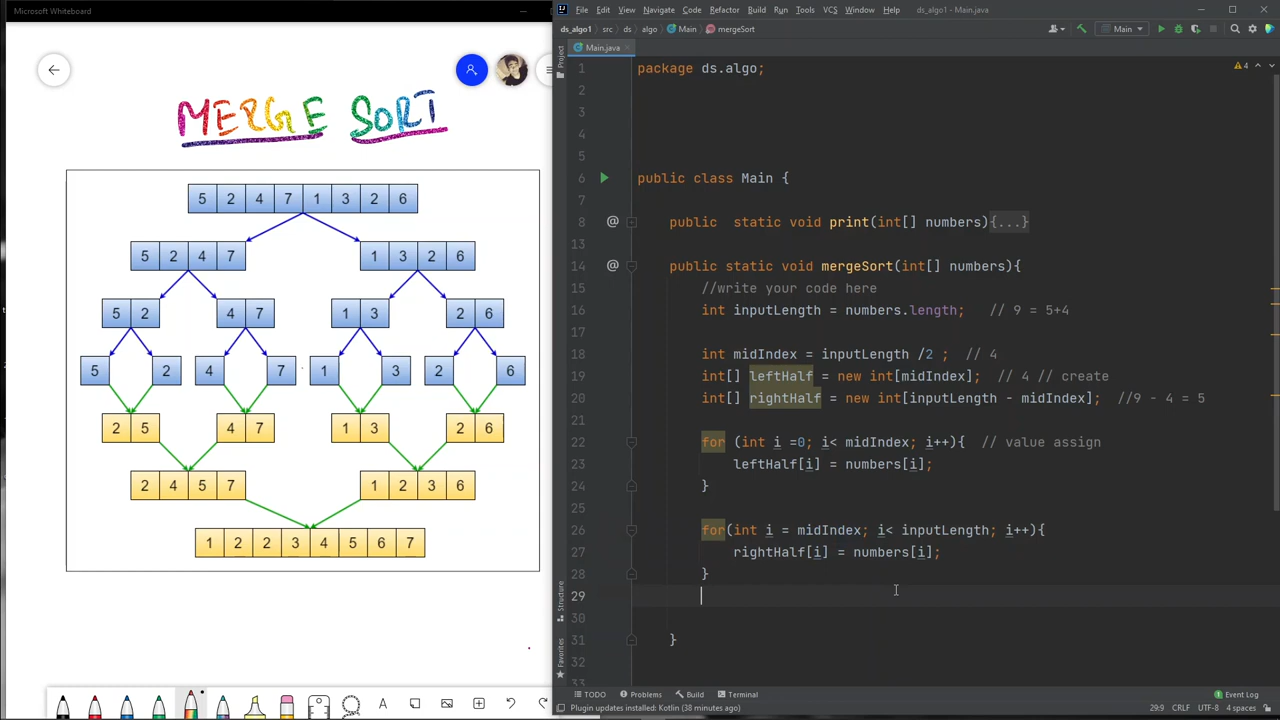 Microsoft Whiteboard
MERGE SORT
5 2 4 7 1 3 2 6
5 2 4 7 1 3 2 6
5 2 4 7 1 3 2 6
5 2 4 7 1 3 2 6
2 5 4 7 1 3 2 6
2 4 5 7 1 2 3 6
1 2 2 3 4 5 6 7
A
File Edit View Navigate Code Refactor Build Run Tools VCS Window Help ds_algo1 - Main.java
ds_algo1 src ds algo Main mergeSort Main
Main.java
4
Project
Structure
Favorites
1 package ds.algo;
2
3
4
5
6 public class Main {
7
8 public  static void print(int[] numbers){...}
13
14 public static void mergeSort(int[] numbers){
15 //write your code here
16 int inputLength = numbers.length;   // 9 = 5+4
17
18 int midIndex = inputLength /2 ;  // 4
19 int[] leftHalf = new int[midIndex];  // 4 // create
20 int[] rightHalf = new int[inputLength - midIndex];  //9 - 4 = 5
21
22 for (int i =0; i< midIndex; i++){  // value assign
23 leftHalf[i] = numbers[i];
24 }
25
26 for(int i = midIndex; i< inputLength; i++){
27 rightHalf[i] = numbers[i];
28 }
29
30
31 }
32
33
TODO Problems Build Terminal Event Log
Plugin updates installed: Kotlin (38 minutes ago) 29:9 CRLF UTF-8 4 spaces